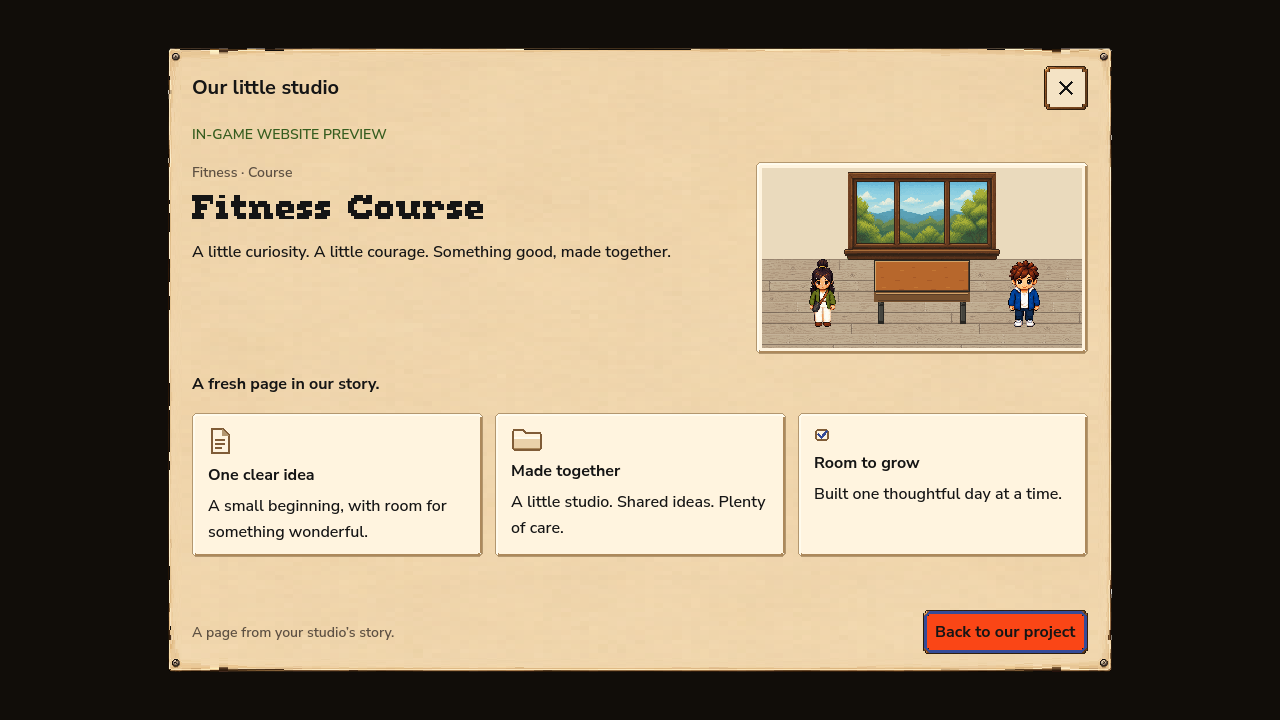 Our little studio
IN-GAME WEBSITE PREVIEW
Fitness · Course
Fitness Course
A little curiosity. A little courage. Something good, made together.
A fresh page in our story.
One clear idea
A small beginning, with room for
something wonderful.
Made together
A little studio. Shared ideas. Plenty
of care.
Room to grow
Built one thoughtful day at a time.
A page from your studio's story.
Back to our project